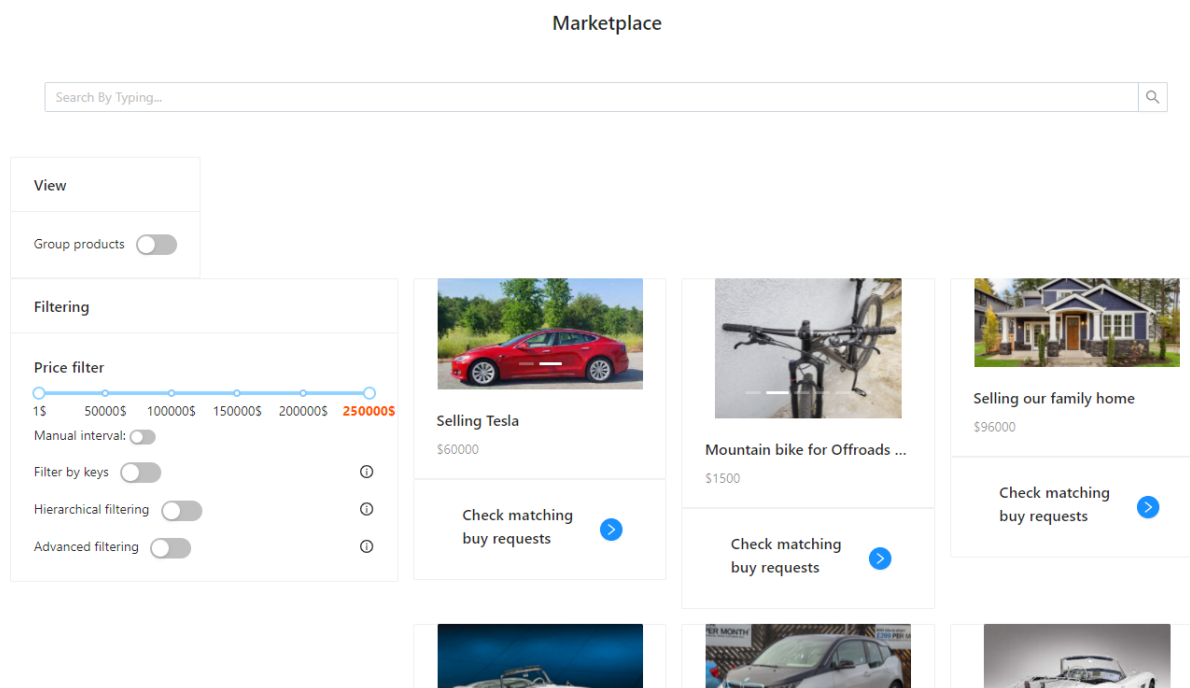 Marketplace
Search By Typing...
View
Group products
Filtering
Price filter
1$ 50000$ 100000$ 150000$ 200000$ 250000$
Manual interval:
Filter by keys
Hierarchical filtering
Advanced filtering
Selling Tesla
$60000
Check matching
buy requests
Mountain bike for Offroads ...
$1500
Check matching
buy requests
Selling our family home
$96000
Check matching
buy requests
PER MONTH